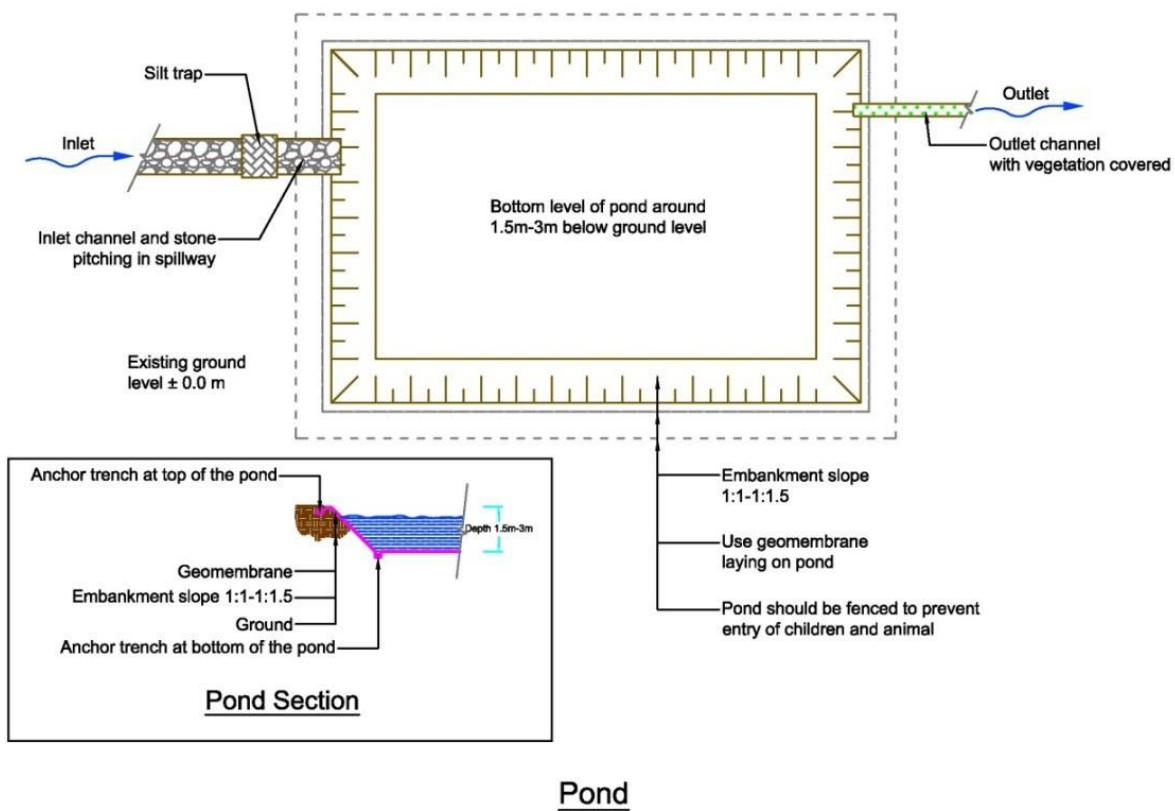 Silt trap
Inlet
Outlet
Outlet channel
with vegetation covered
Bottom level of pond around
1.5m-3m below ground level
Inlet channel and stone
pitching in spillway
Existing ground
level ± 0.0 m
Anchor trench at top of the pond
Depth 1.5m-3m
Geomembrane
Embankment slope 1:1-1:1.5
Ground
Anchor trench at bottom of the pond
Pond Section
Embankment slope
1:1-1:1.5
Use geomembrane
laying on pond
Pond should be fenced to prevent
entry of children and animal
Pond